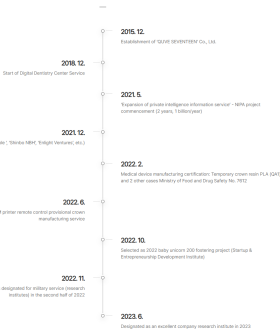 2015. 12.
Establishment of 'OLIVE SEVENTEEN' Co., Ltd.
2018. 12.
Start of Digital Dentistry Center Service
2021. 5.
'Expansion of private intelligence information service' - NIPA project
commencement (2 years, 1 billion/year)
2021. 12.
'Shinbo NBH', 'Enlight Ventures', etc.)
2022. 2.
Medical device manufacturing certification: Temporary crown resin PLA
and 2 other cases Ministry of Food and Drug Safety No. 7612
2022. 6.
printer remote control provisional crown
manufacturing service
2022. 10.
Selected as 2022 baby unicorn 200 fostering project (Startup &
Entrepreneurship Development Institute)
2022. 11.
designated for military service (research
institutes) in the second half of 2022
2023. 6.
Designated as an excellent company research institute in 2023